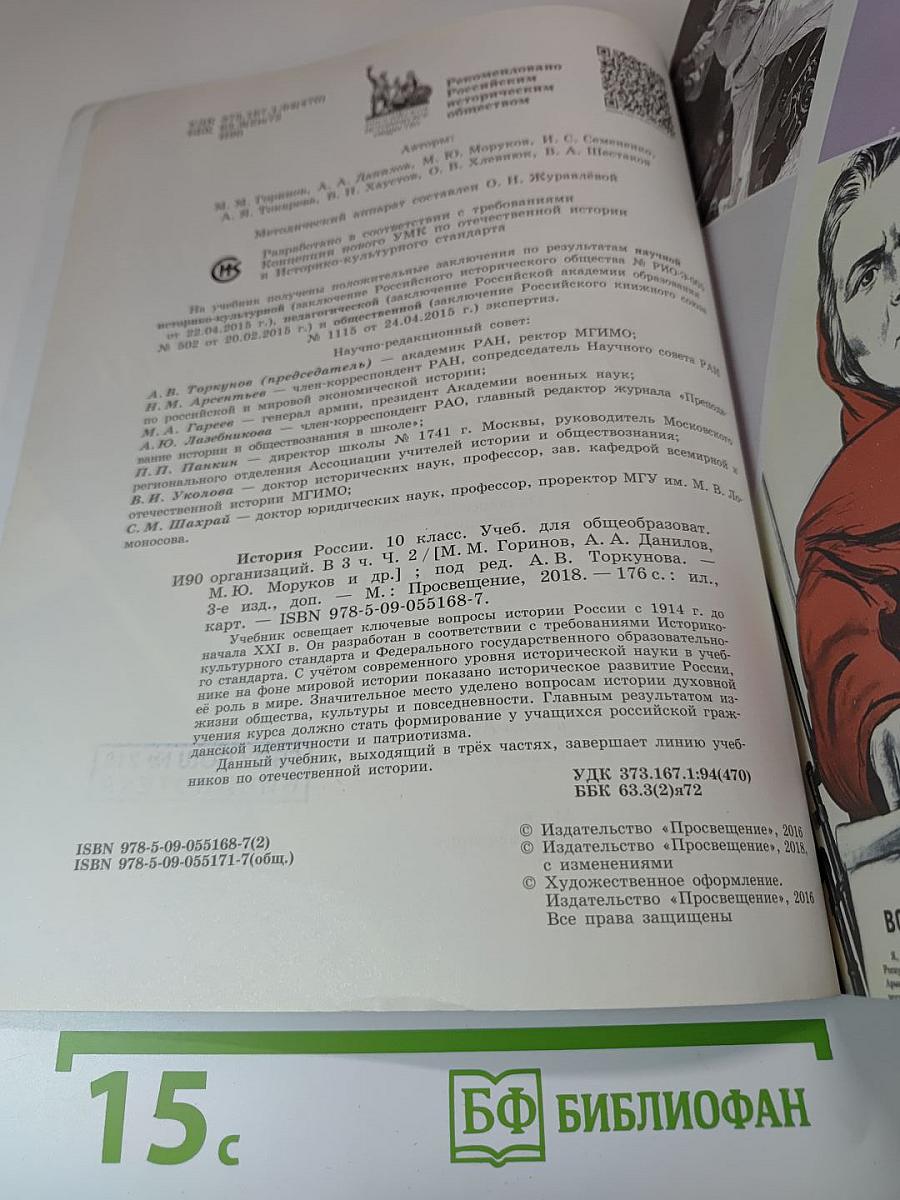 УДК 373.167.1:94(470)
ББК 63.3(2)я72
И90
Рекомендовано
Российским
историческим
обществом
Авторы:
М. М. Горинов, А. А. Данилов, М. Ю. Моруков, И. С. Семененко,
А. Я. Токарева, В. Н. Хаустов, О. В. Хлевнюк, В. А. Шестаков
Методический аппарат составлен О. Н. Журавлёвой
Разработано в соответствии с требованиями
Концепции нового УМК по отечественной истории
и Историко-культурного стандарта
На учебник получены положительные заключения по результатам научной
историко-культурной (заключение Российского исторического общества №
от 22.04.2015 г.), педагогической (заключение Российской академии образования
№ 502 от 20.02.2015 г.) и общественной (заключение Российского книжного союза
№ 1115 от 24.04.2015 г.) экспертиз.
Научно-редакционный совет:
А. В. Торкунов (председатель) — академик РАН, ректор МГИМО;
Н. М. Арсентьев — член-корреспондент РАН, сопредседатель Научного совета РАН
по российской и мировой экономической истории;
М. А. Гареев — генерал армии, президент Академии военных наук;
А. Ю. Лазебникова — член-корреспондент РАО, главный редактор журнала «Препода-
вание истории и обществознания в школе»;
П. П. Панкин — директор школы № 1741 г. Москвы, руководитель Московского
регионального отделения Ассоциации учителей истории и обществознания;
В. И. Уколова — доктор исторических наук, профессор, зав. кафедрой всемирной и
отечественной истории МГИМО;
С. М. Шахрай — доктор юридических наук, профессор, проректор МГУ им. М. В. Ло-
моносова.
История России. 10 класс. Учеб. для общеобразоват.
И90 организаций. В 3 ч. Ч. 2 / [М. М. Горинов, А. А. Данилов,
М. Ю. Моруков и др.] ; под ред. А. В. Торкунова. —
3-е изд., доп. — М. : Просвещение, 2018. — 176 с. : ил.,
карт. — ISBN 978-5-09-055168-7.
Учебник освещает ключевые вопросы истории России с 1914 г. до
начала XXI в. Он разработан в соответствии с требованиями Историко-
культурного стандарта и Федерального государственного образовательно-
го стандарта. С учётом современного уровня исторической науки в учеб-
нике на фоне мировой истории показано историческое развитие России,
её роль в мире. Значительное место уделено вопросам истории духовной
жизни общества, культуры и повседневности. Главным результатом из-
учения курса должно стать формирование у учащихся российской граж-
данской идентичности и патриотизма.
Данный учебник, выходящий в трёх частях, завершает линию учеб-
ников по отечественной истории.
УДК 373.167.1:94(470)
ББК 63.3(2)я72
ISBN 978-5-09-055168-7(2)
ISBN 978-5-09-055171-7(общ.)
© Издательство «Просвещение», 2016
© Издательство «Просвещение», 2018,
с изменениями
© Художественное оформление.
Издательство «Просвещение», 2016
Все права защищены
15 с
БФ БИБЛИОФАН